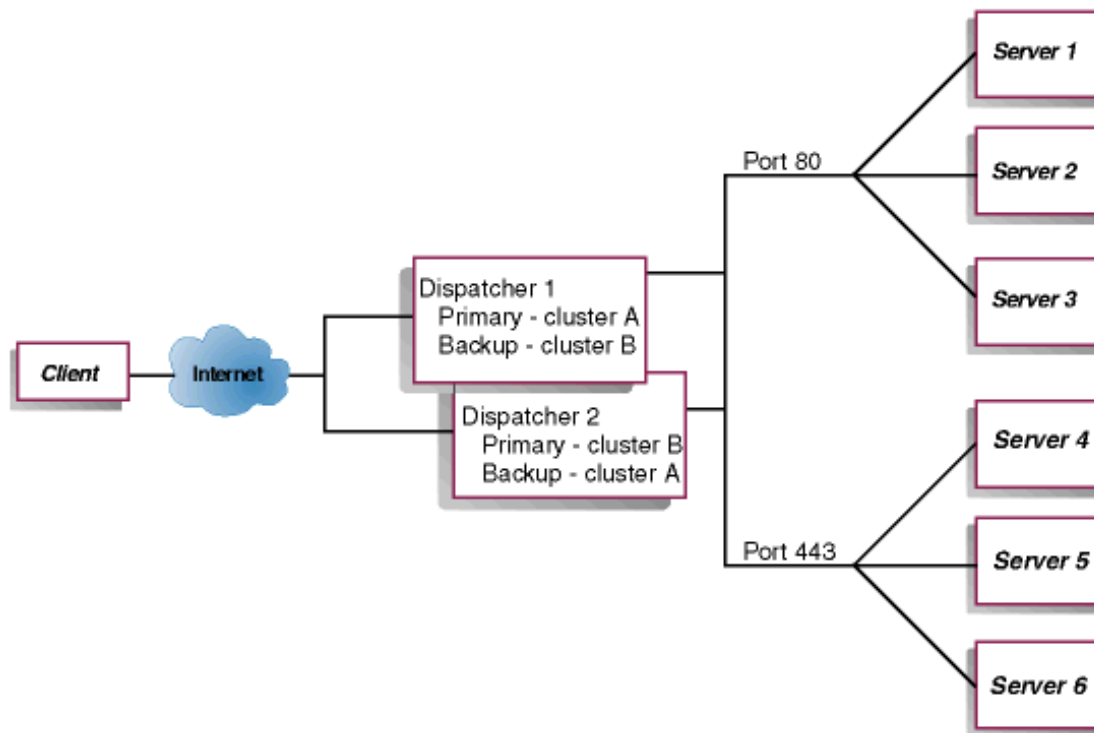 Client
Internet
Dispatcher 1
Primary - cluster A
Backup - cluster B
Dispatcher 2
Primary - cluster B
Backup - cluster A
Port 80
Server 1
Server 2
Server 3
Port 443
Server 4
Server 5
Server 6